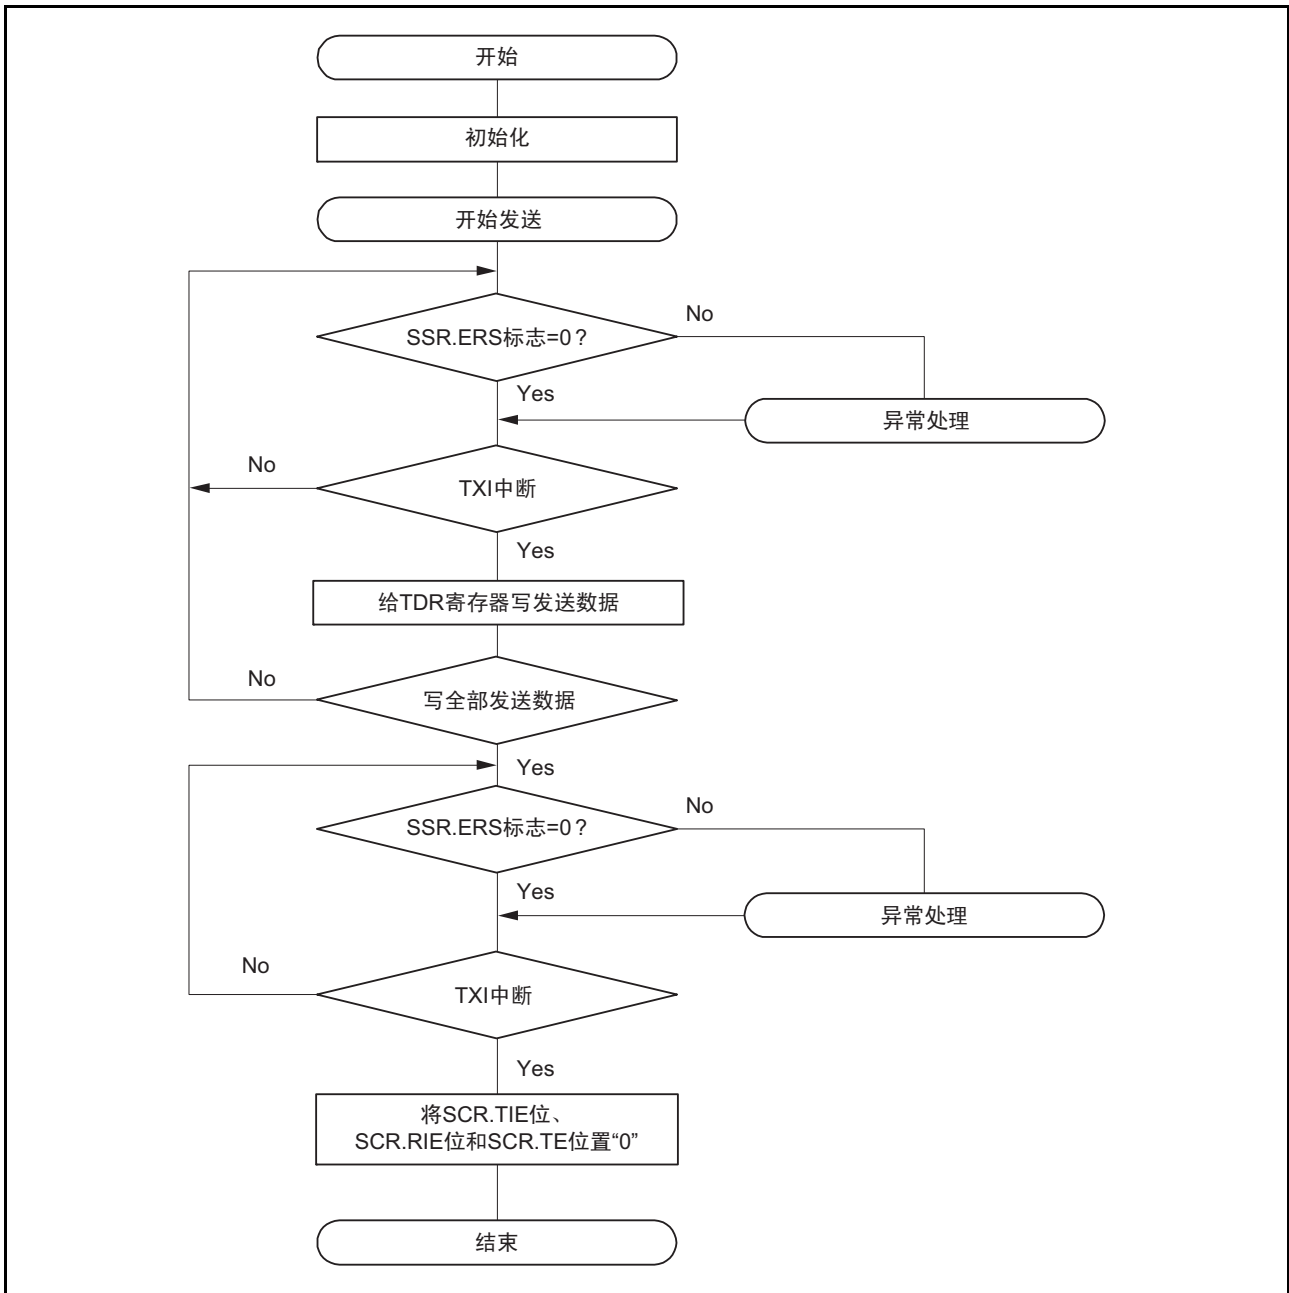 开始
初始化
开始发送
SSR.ERS标志=0？
No
Yes
异常处理
No
TXI中断
Yes
给TDR寄存器写发送数据
No
写全部发送数据
Yes
SSR.ERS标志=0？
No
Yes
异常处理
No
TXI中断
Yes
将SCR.TIE位、
SCR.RIE位和SCR.TE位置“0”
结束